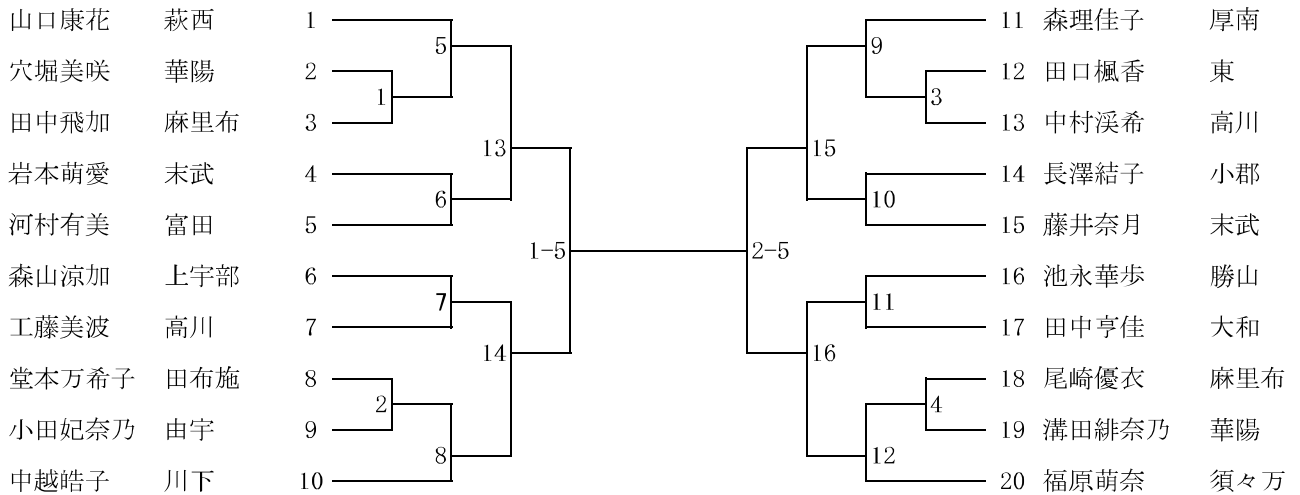 山口康花 萩西 1 11 森理佳子 厚南
5 9
穴堀美咲 華陽 2 12 田口楓香 東
1 3
田中飛加 麻里布 3 13 中村渓希 高川
13 15
岩本萌愛 末武 4 14 長澤結子 小郡
6 10
河村有美 富田 5 15 藤井奈月 末武
1-5 2-5
森山涼加 上宇部 6 16 池永華歩 勝山
7 11
工藤美波 高川 7 17 田中亨佳 大和
14 16
堂本万希子 田布施 8 18 尾崎優衣 麻里布
2 4
小田妃奈乃 由宇 9 19 溝田緋奈乃 華陽
8 12
中越皓子 川下 10 20 福原萌奈 須々万